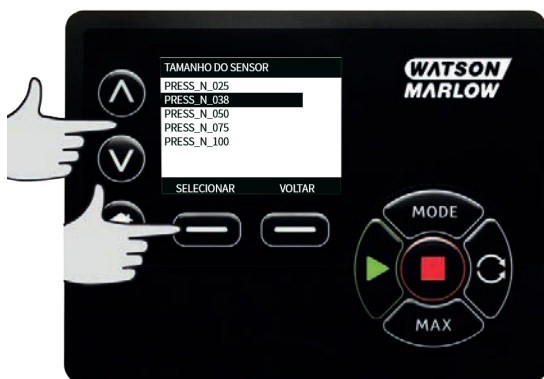 TAMANHO DO SENSOR
PRESS_N_025
PRESS_N_038
PRESS_N_050
PRESS_N_075
PRESS_N_100
SELECIONAR VOLTAR
WATSON
MARLOW
MODE
MAX